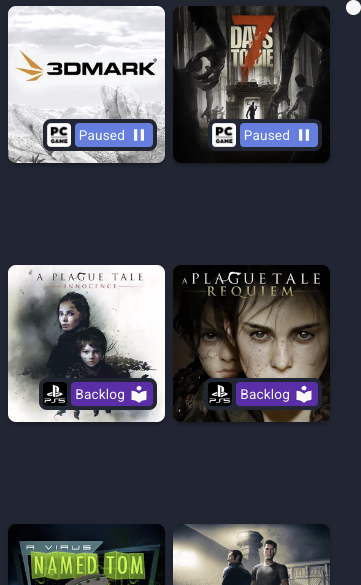 3DMARK
7
DAYS
TO DIE
PC
GAME
Paused
PC
GAME
Paused
A PLAGUE TALE
INNOCENCE
A PLAGUE TALE
REQUIEM
PS5
Backlog
PS5
Backlog
A VIRUS
NAMED TOM